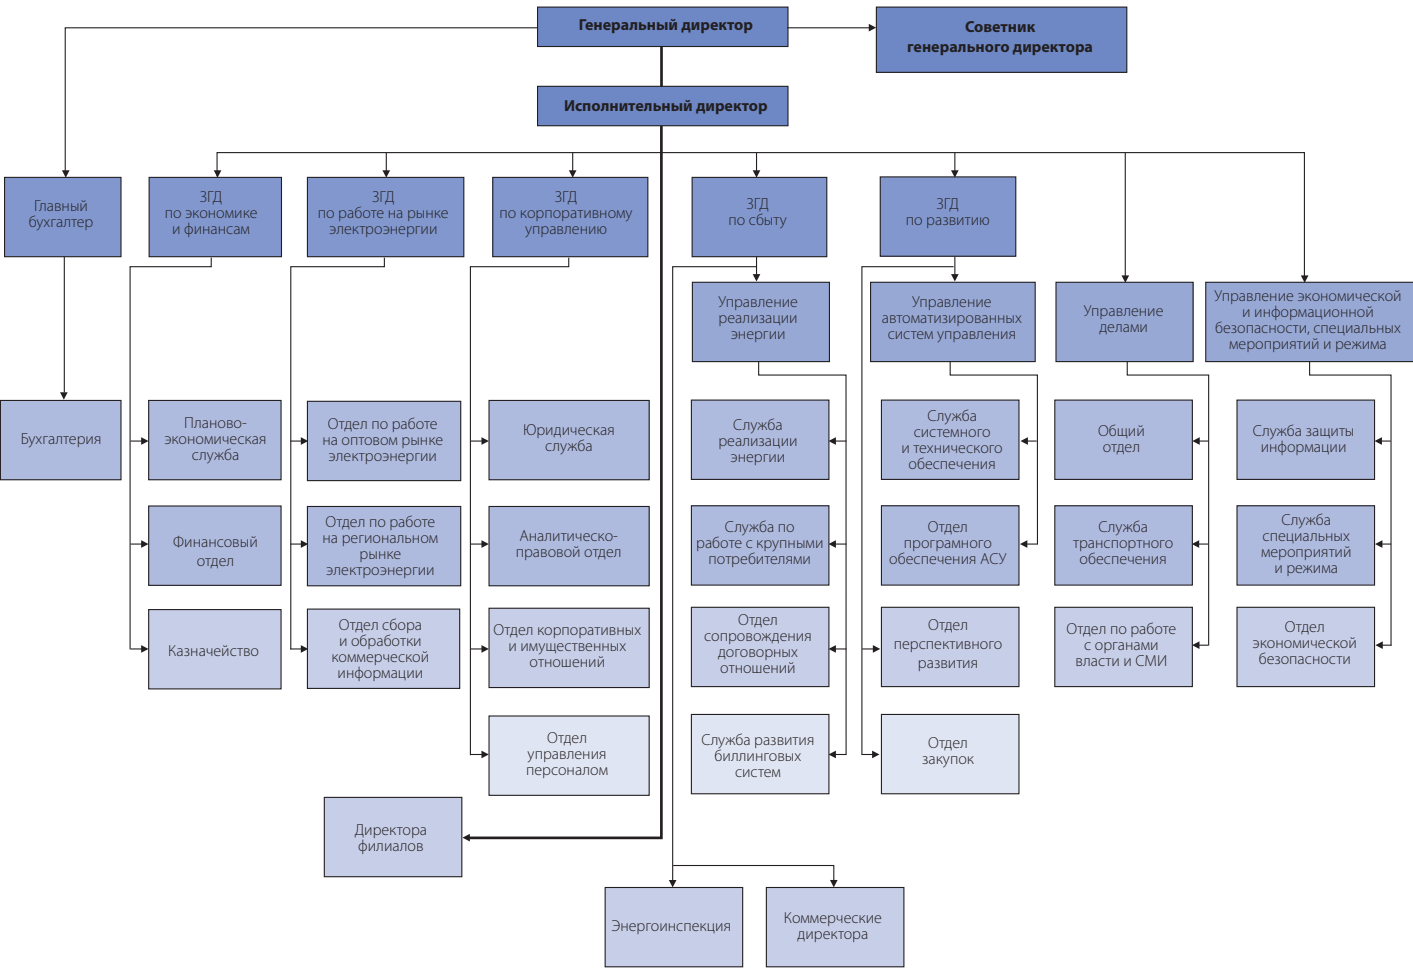 Генеральный директор
Советник
генерального директора
Исполнительный директор
Главный
бухгалтер
ЗГД
по экономике
и финансам
ЗГД
по работе на рынке
электроэнергии
ЗГД
по корпоративному
управлению
ЗГД
по сбыту
ЗГД
по развитию
Управление
реализации
энергии
Управление
автоматизированных
систем управления
Управление
делами
Управление экономической
и информационной
безопасности, специальных
мероприятий и режима
Бухгалтерия
Планово-
экономическая
служба
Отдел по работе
на оптовом рынке
электроэнергии
Юридическая
служба
Служба
реализации
энергии
Служба
системного
и технического
обеспечения
Общий
отдел
Служба защиты
информации
Финансовый
отдел
Отдел по работе
на региональном
рынке
электроэнергии
Аналитическо-
правовой отдел
Служба по
работе с крупными
потребителями
Отдел
програмного
обеспечения АСУ
Служба
транспортного
обеспечения
Служба
специальных
мероприятий
и режима
Казначейство
Отдел сбора
и обработки
коммерческой
информации
Отдел корпоративных
и имущественных
отношений
Отдел
сопровождения
договорных
отношений
Отдел
перспективного
развития
Отдел по работе
с органами
власти и СМИ
Отдел
экономической
безопасности
Отдел
управления
персоналом
Служба развития
биллинговых
систем
Отдел
закупок
Директора
филиалов
Энергоинспекция
Коммерческие
директора